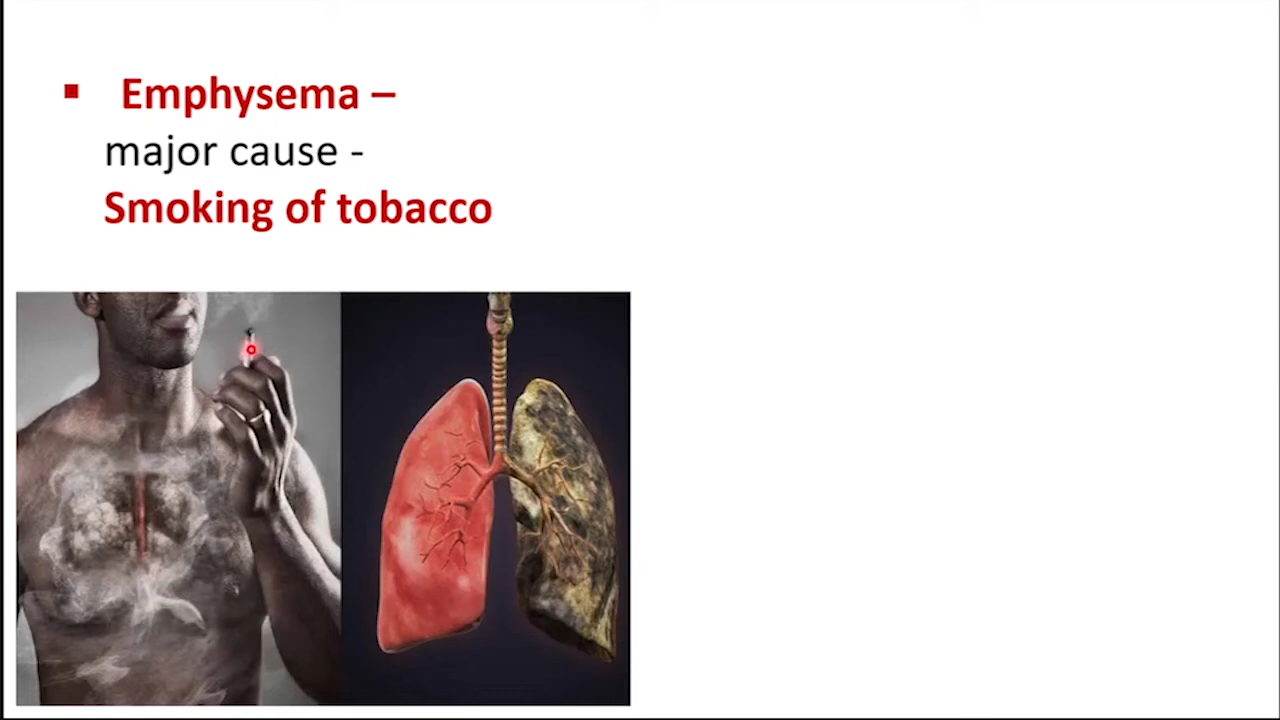 ▪ Emphysema –
major cause -
Smoking of tobacco